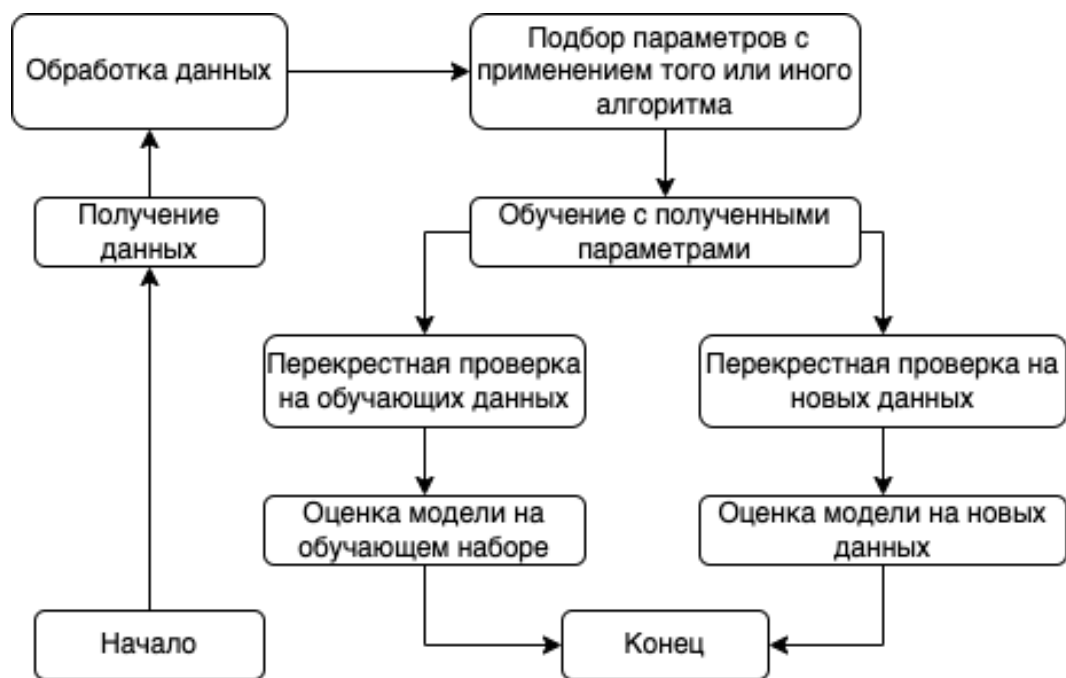 Обработка данных
Подбор параметров с
применением того или иного
алгоритма
Получение
данных
Обучение с полученными
параметрами
Перекрестная проверка
на обучающих данных
Перекрестная проверка на
новых данных
Оценка модели на
обучающем наборе
Оценка модели на новых
данных
Начало
Конец